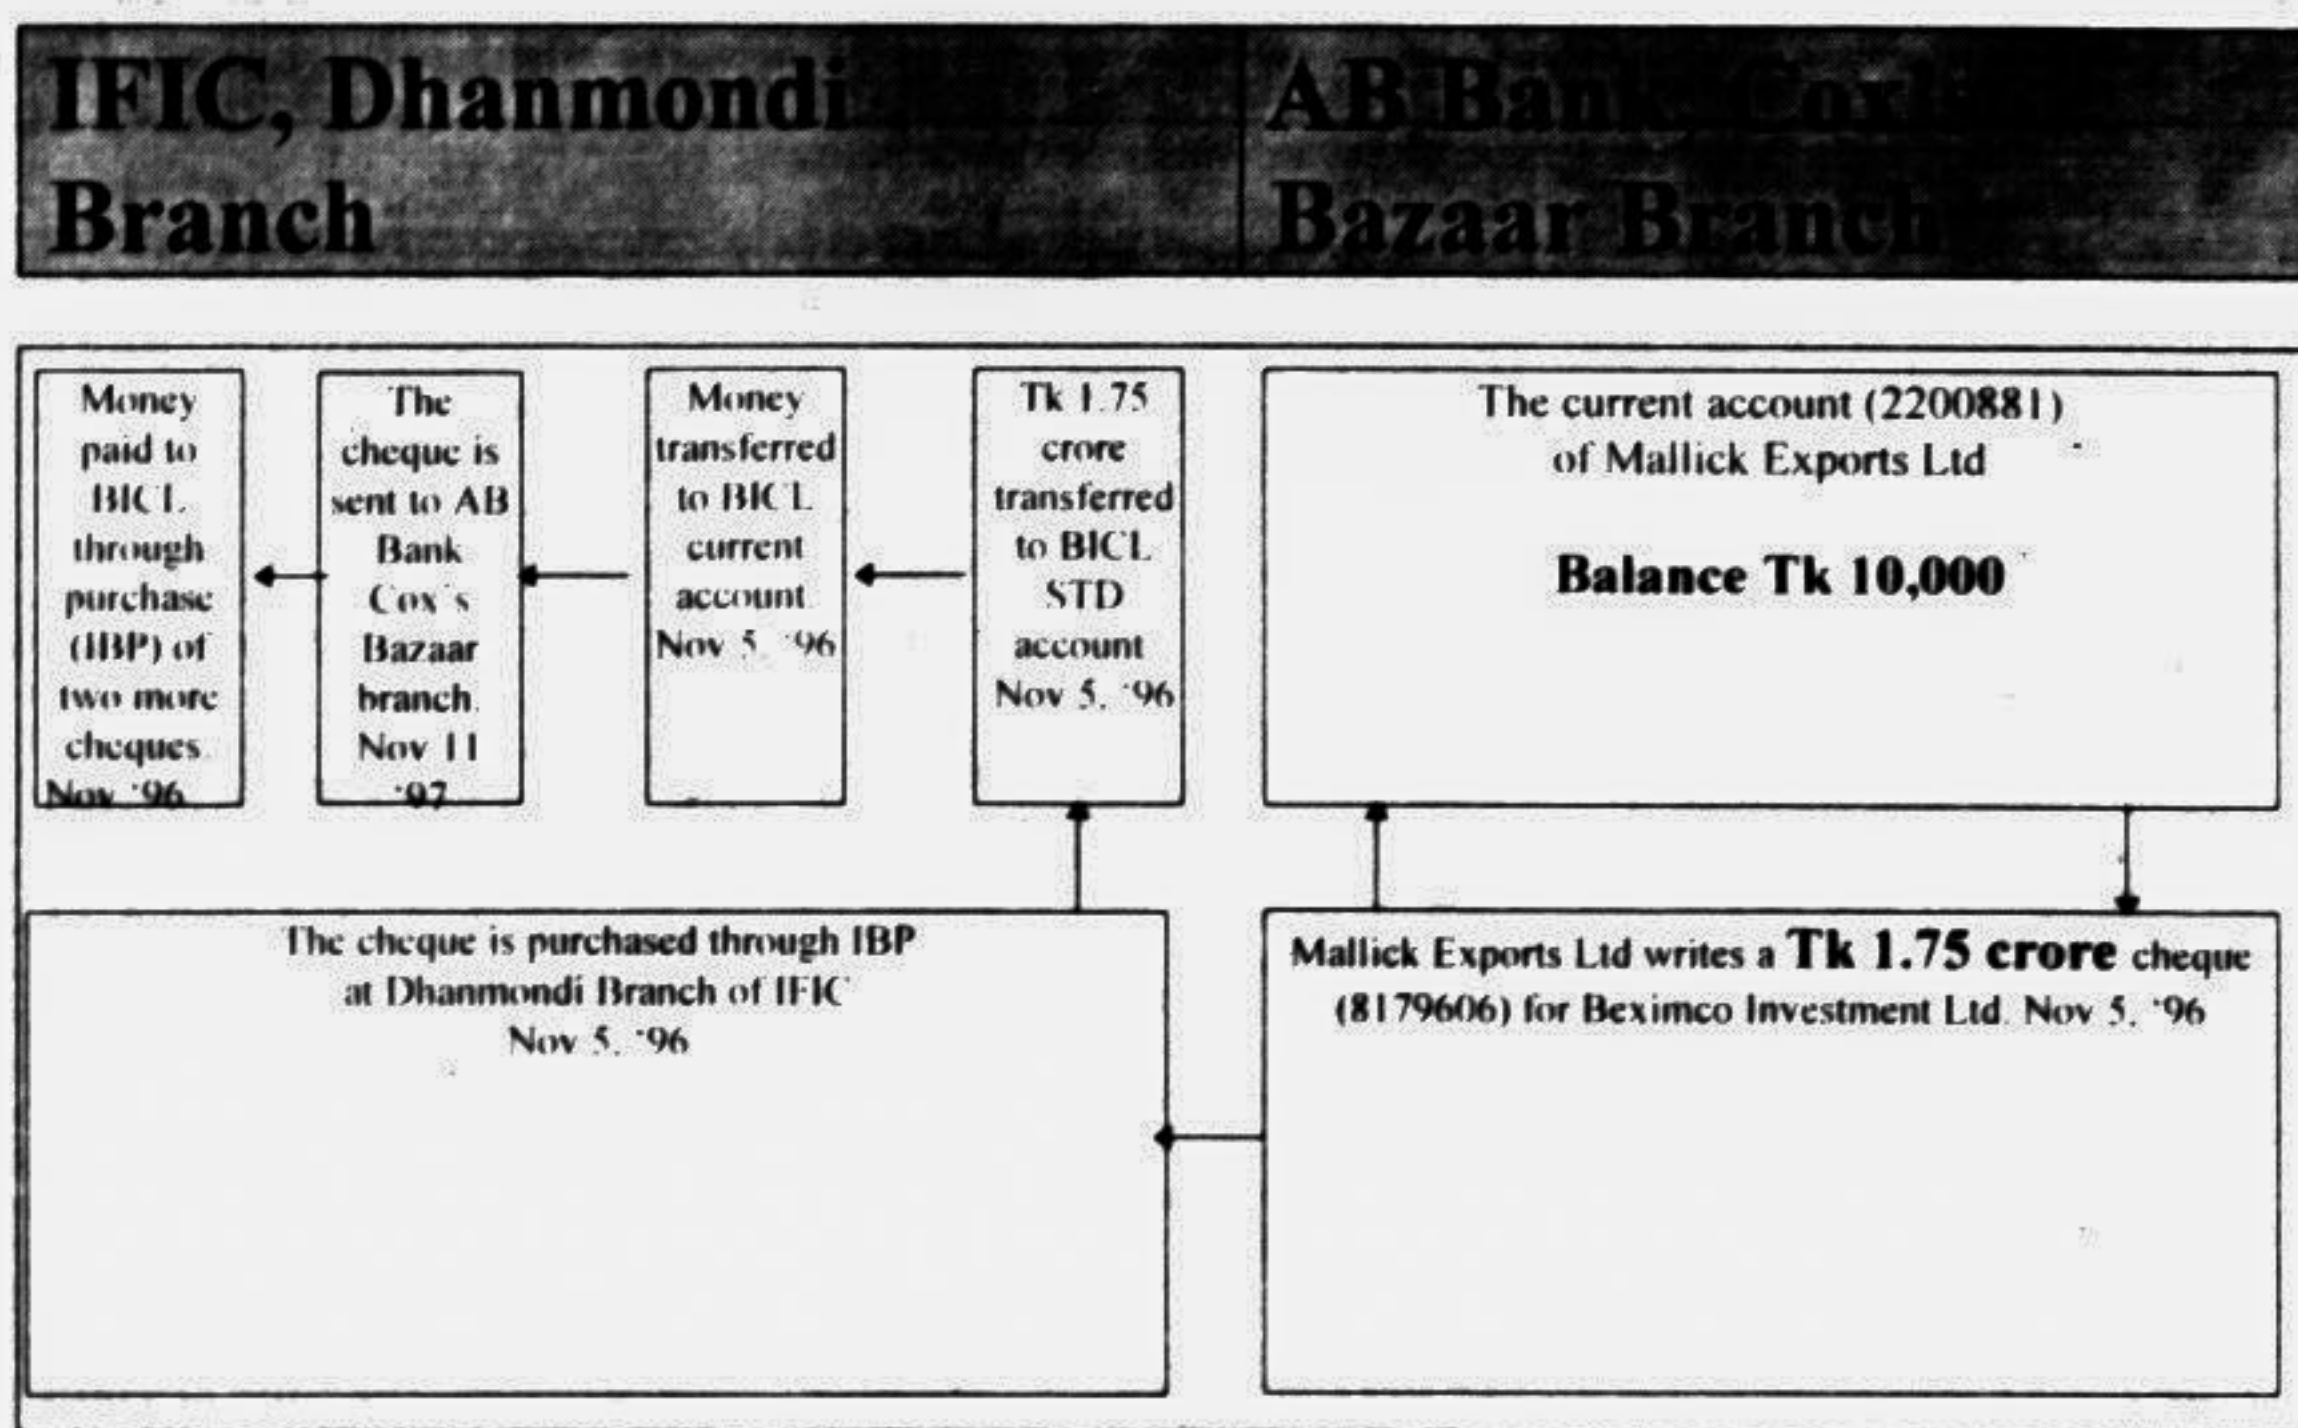 IFIC, Dhanmondi
Branch
AB Bank, Cox's
Bazaar Branch
Money
paid to
BICL
through
purchase
(IBP) of
two more
cheques
Nov '96
The
cheque is
sent to AB
Bank
Cox's
Bazaar
branch.
Nov 11
'97
Money
transferred
to BICL
current
account
Nov 5, '96
Tk 1.75
crore
transferred
to BICL
STD
account
Nov 5, '96
The current account (2200881)
of Mallick Exports Ltd
Balance Tk 10,000
The cheque is purchased through IBP
at Dhanmondi Branch of IFIC
Nov 5, '96
Mallick Exports Ltd writes a Tk 1.75 crore cheque
(8179606) for Beximco Investment Ltd. Nov 5, '96